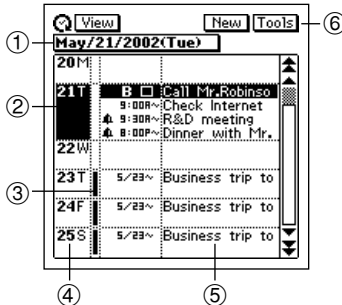 View New Tools ⑥
① May/21/2002(Tue)
20M
② 21T B □ Call Mr.Robinso
9:00A~ Check Internet
9:30A~ R&D meeting
8:00P~ Dinner with Mr.
22W
③ 23T 5/23~ Business trip to
24F 5/23~ Business trip to
25S 5/23~ Business trip to
④ ⑤